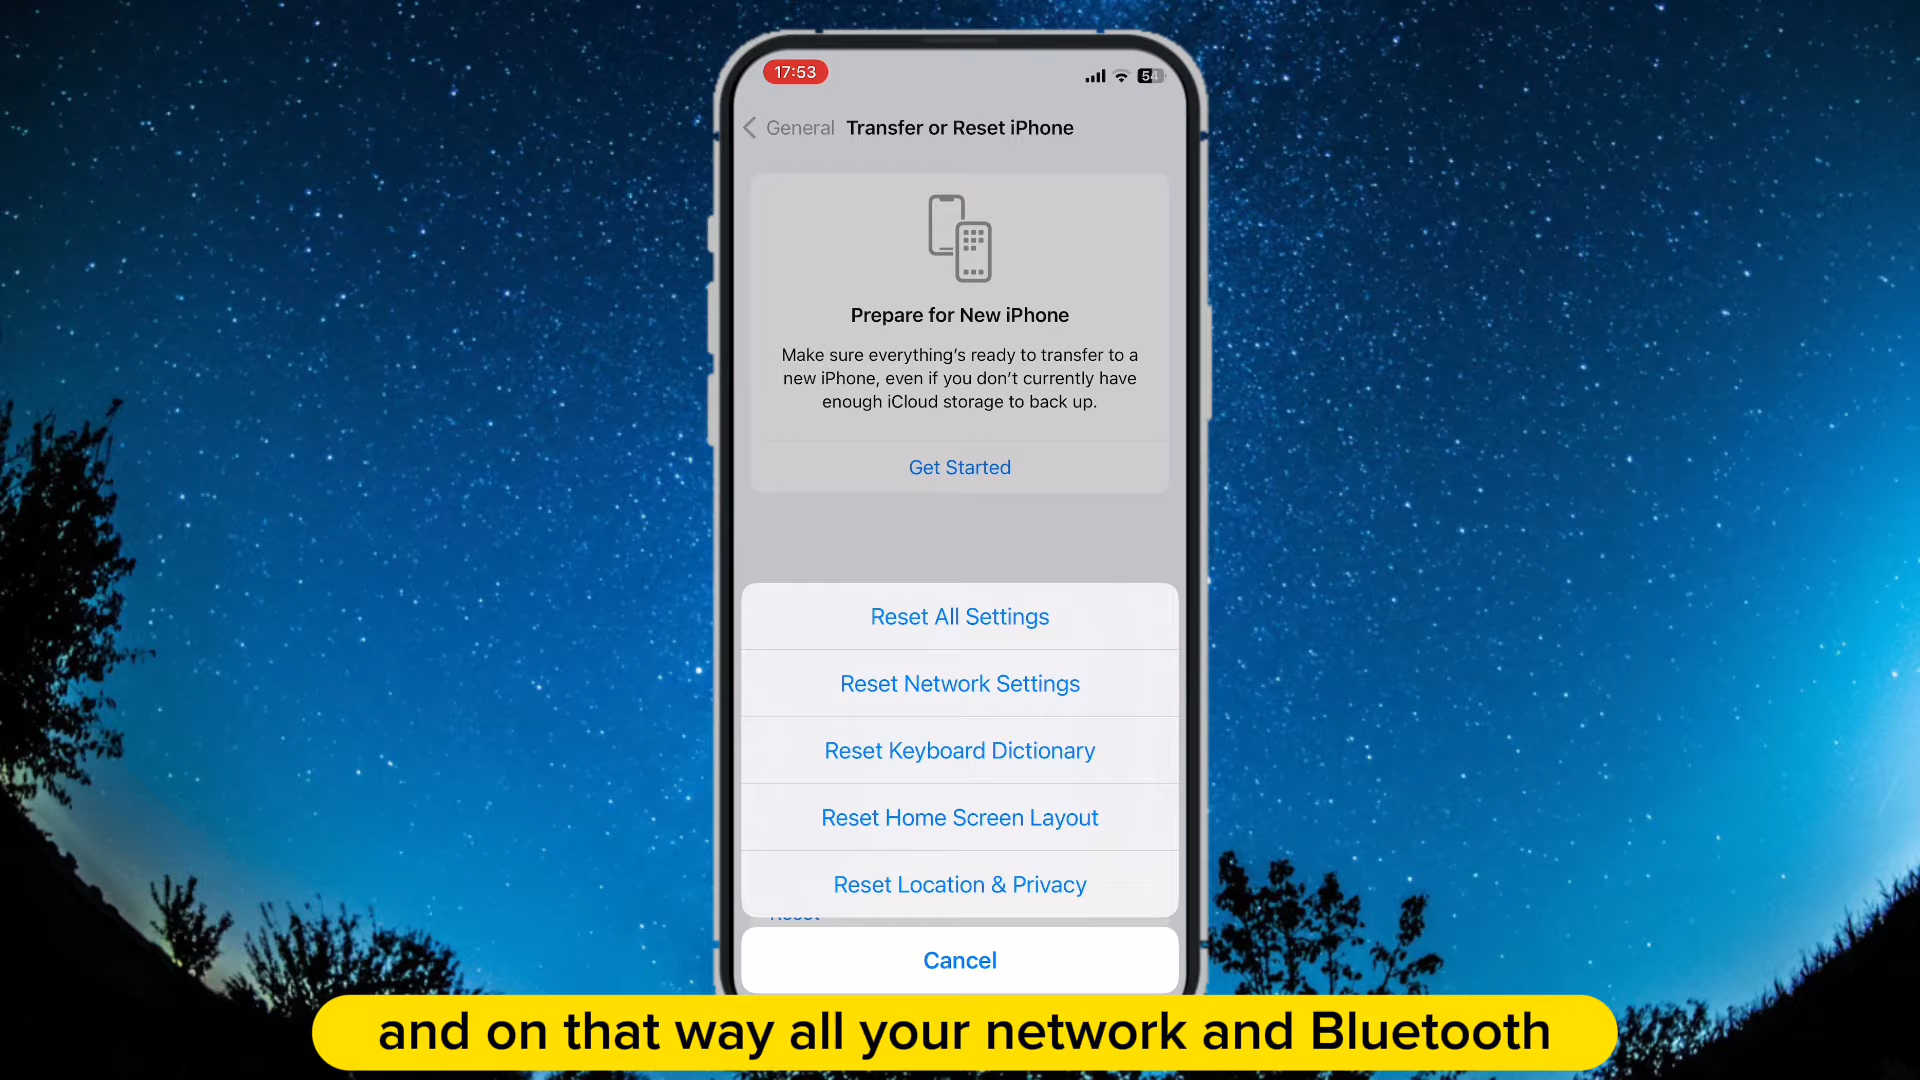 17:53
54
General Transfer or Reset iPhone
Prepare for New iPhone
Make sure everything's ready to transfer to a
new iPhone, even if you don't currently have
enough iCloud storage to back up.
Get Started
Reset All Settings
Reset Network Settings
Reset Keyboard Dictionary
Reset Home Screen Layout
Reset Location & Privacy
Reset
Cancel
and on that way all your network and Bluetooth